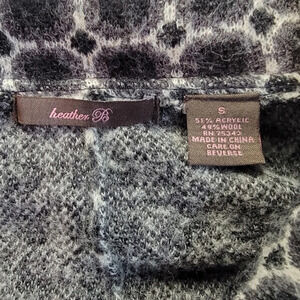 heather B
S
51% ACRYLIC
49% WOOL
RN 75343
MADE IN CHINA
CARE ON
REVERSE